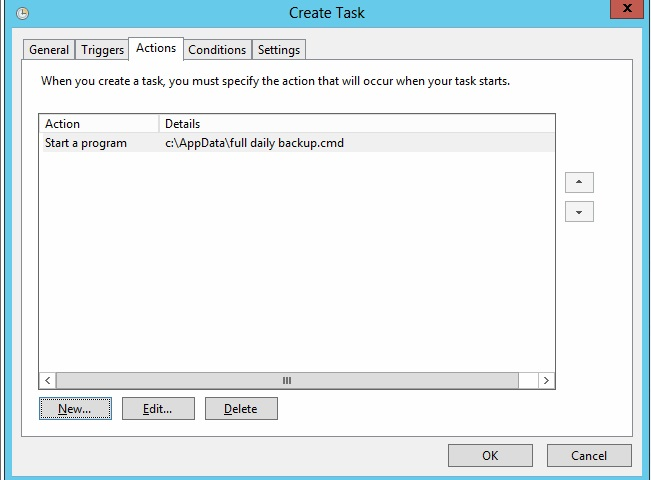 Create Task
x
General Triggers Actions Conditions Settings
When you create a task, you must specify the action that will occur when your task starts.
Action Details
Start a program c:\AppData\full daily backup.cmd
New... Edit... Delete
OK Cancel